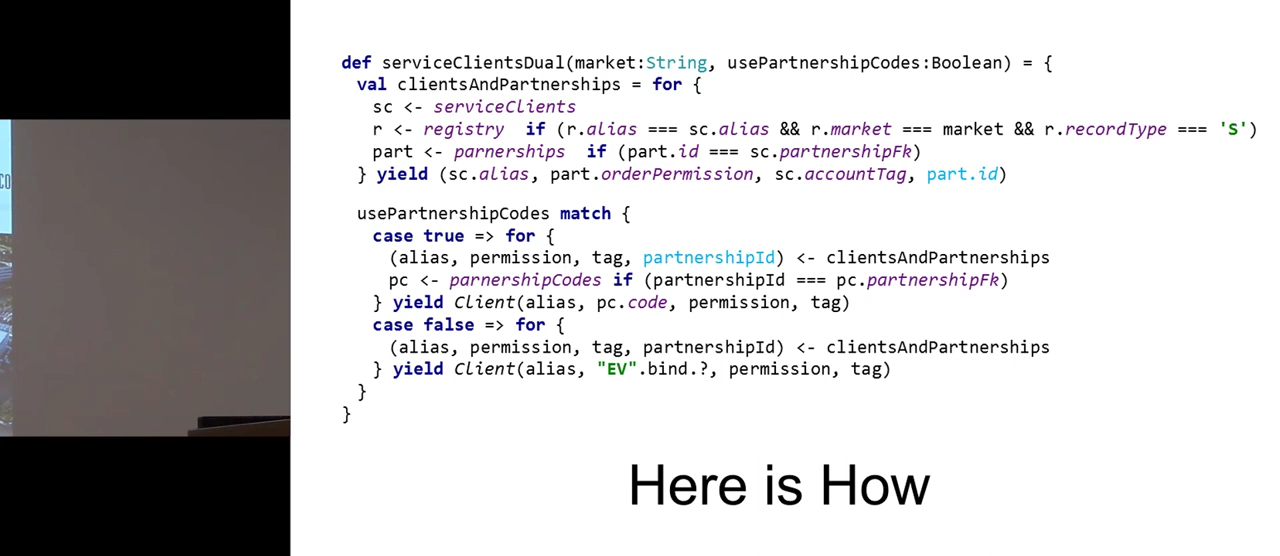 def serviceClientsDual(market:String, usePartnershipCodes:Boolean) = {
val clientsAndPartnerships = for {
sc <- serviceClients
r <- registry if (r.alias === sc.alias && r.market === market && r.recordType === 'S')
part <- parnerships if (part.id === sc.partnershipFk)
} yield (sc.alias, part.orderPermission, sc.accountTag, part.id)
usePartnershipCodes match {
case true => for {
(alias, permission, tag, partnershipId) <- clientsAndPartnerships
pc <- parnershipCodes if (partnershipId === pc.partnershipFk)
} yield Client(alias, pc.code, permission, tag)
case false => for {
(alias, permission, tag, partnershipId) <- clientsAndPartnerships
} yield Client(alias, "EV".bind.?, permission, tag)
}
}
Here is How